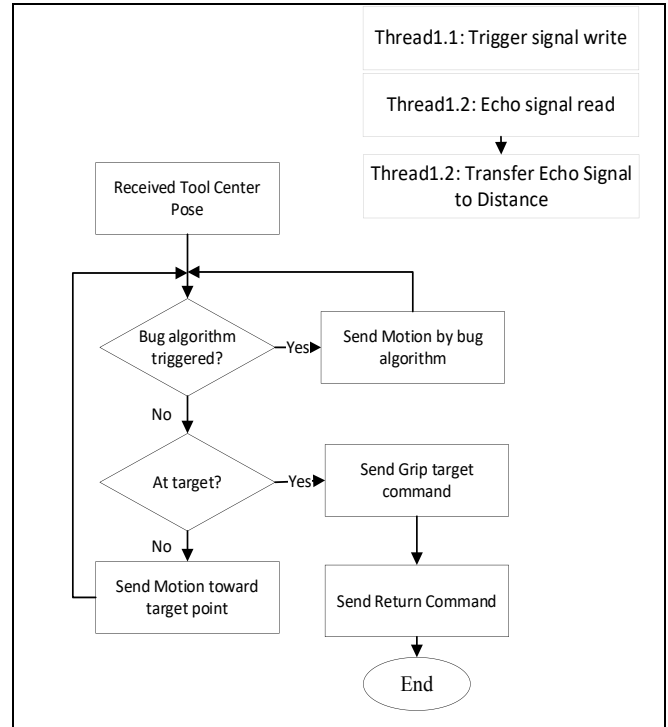 Thread1.1: Trigger signal write
Thread1.2: Echo signal read
Thread1.2: Transfer Echo Signal
to Distance
Received Tool Center
Pose
Bug algorithm
triggered?
Yes
Send Motion by bug
algorithm
No
At target?
Yes
Send Grip target
command
No
Send Motion toward
target point
Send Return Command
End